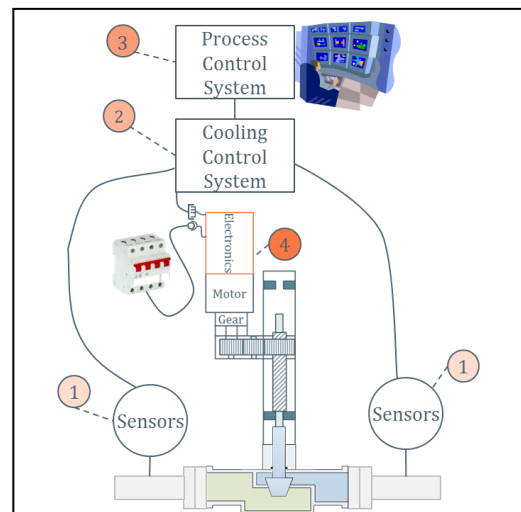 3
Process
Control
System
2
Cooling
Control
System
Electronics
4
Motor
Gear
1
Sensors
1
Sensors